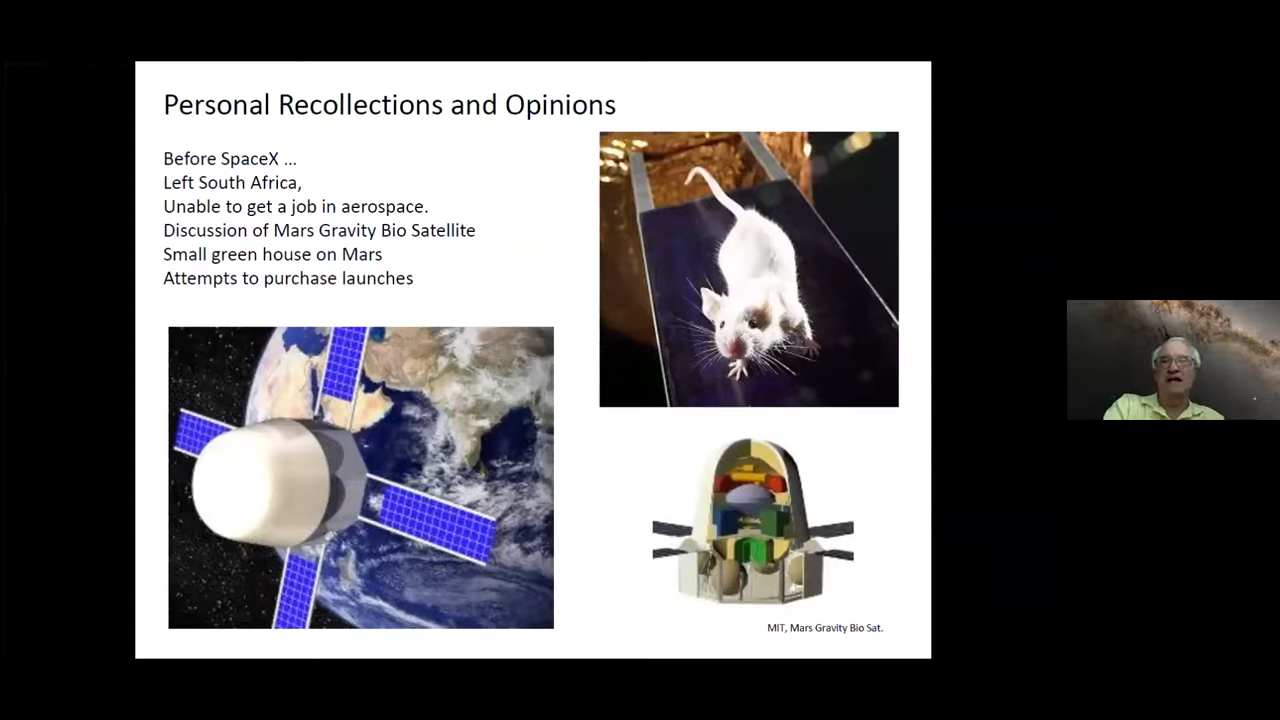 Personal Recollections and Opinions
Before SpaceX ...
Left South Africa,
Unable to get a job in aerospace.
Discussion of Mars Gravity Bio Satellite
Small green house on Mars
Attempts to purchase launches
MIT, Mars Gravity Bio Sat.